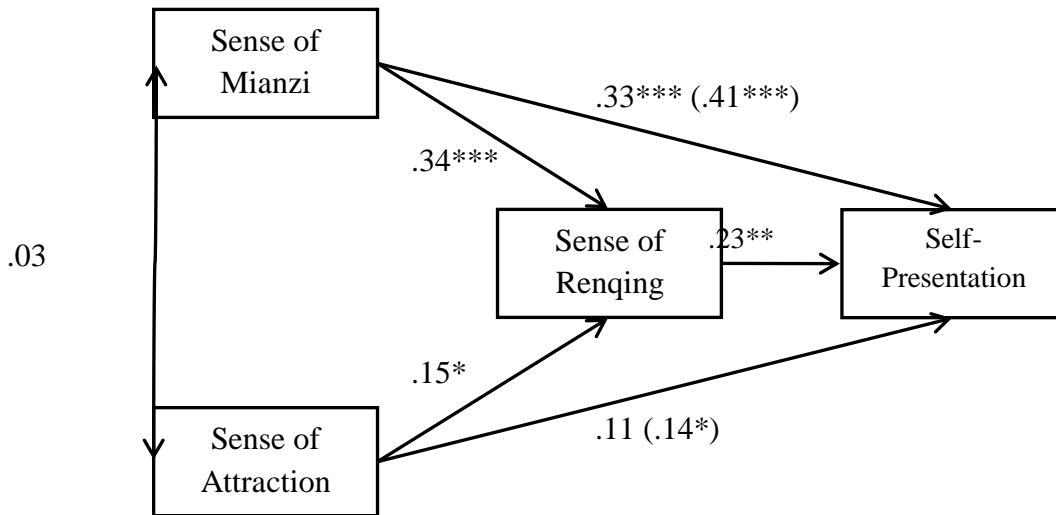 Sense of
Mianzi
.33*** (.41***)
.34***
.03
Sense of
Renqing
.23**
Self-
Presentation
.15*
Sense of
Attraction
.11 (.14*)